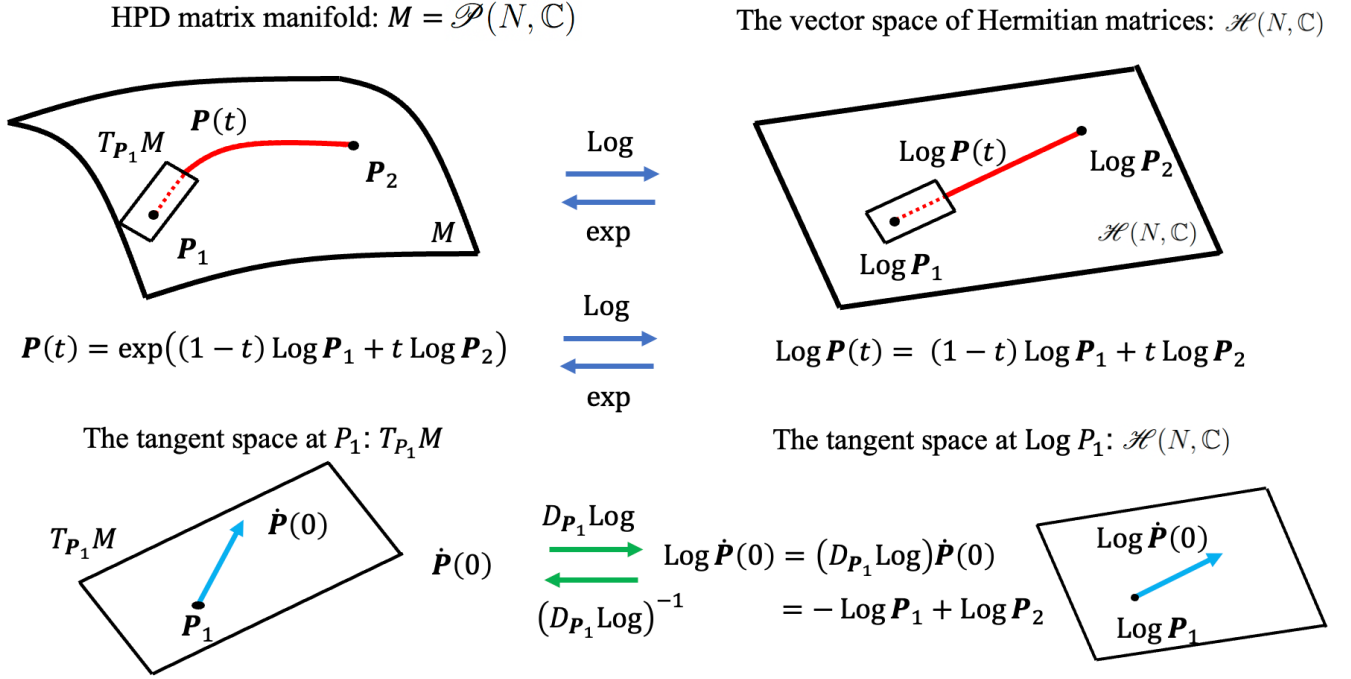 HPD matrix manifold: M = 𝒫(N, ℂ)
The vector space of Hermitian matrices: ℋ(N, ℂ)
T_{P_1}M
P(t)
P_2
P_1
M
Log
exp
Log P(t)
Log P_2
Log P_1
ℋ(N, ℂ)
P(t) = exp((1 − t) Log P_1 + t Log P_2)
Log
exp
Log P(t) = (1 − t) Log P_1 + t Log P_2
The tangent space at P_1: T_{P_1}M
The tangent space at Log P_1: ℋ(N, ℂ)
T_{P_1}M
Ṗ(0)
P_1
Ṗ(0)
D_{P_1}Log
(D_{P_1}Log)^{−1}
Log Ṗ(0) = (D_{P_1}Log)Ṗ(0)
= − Log P_1 + Log P_2
Log Ṗ(0)
Log P_1